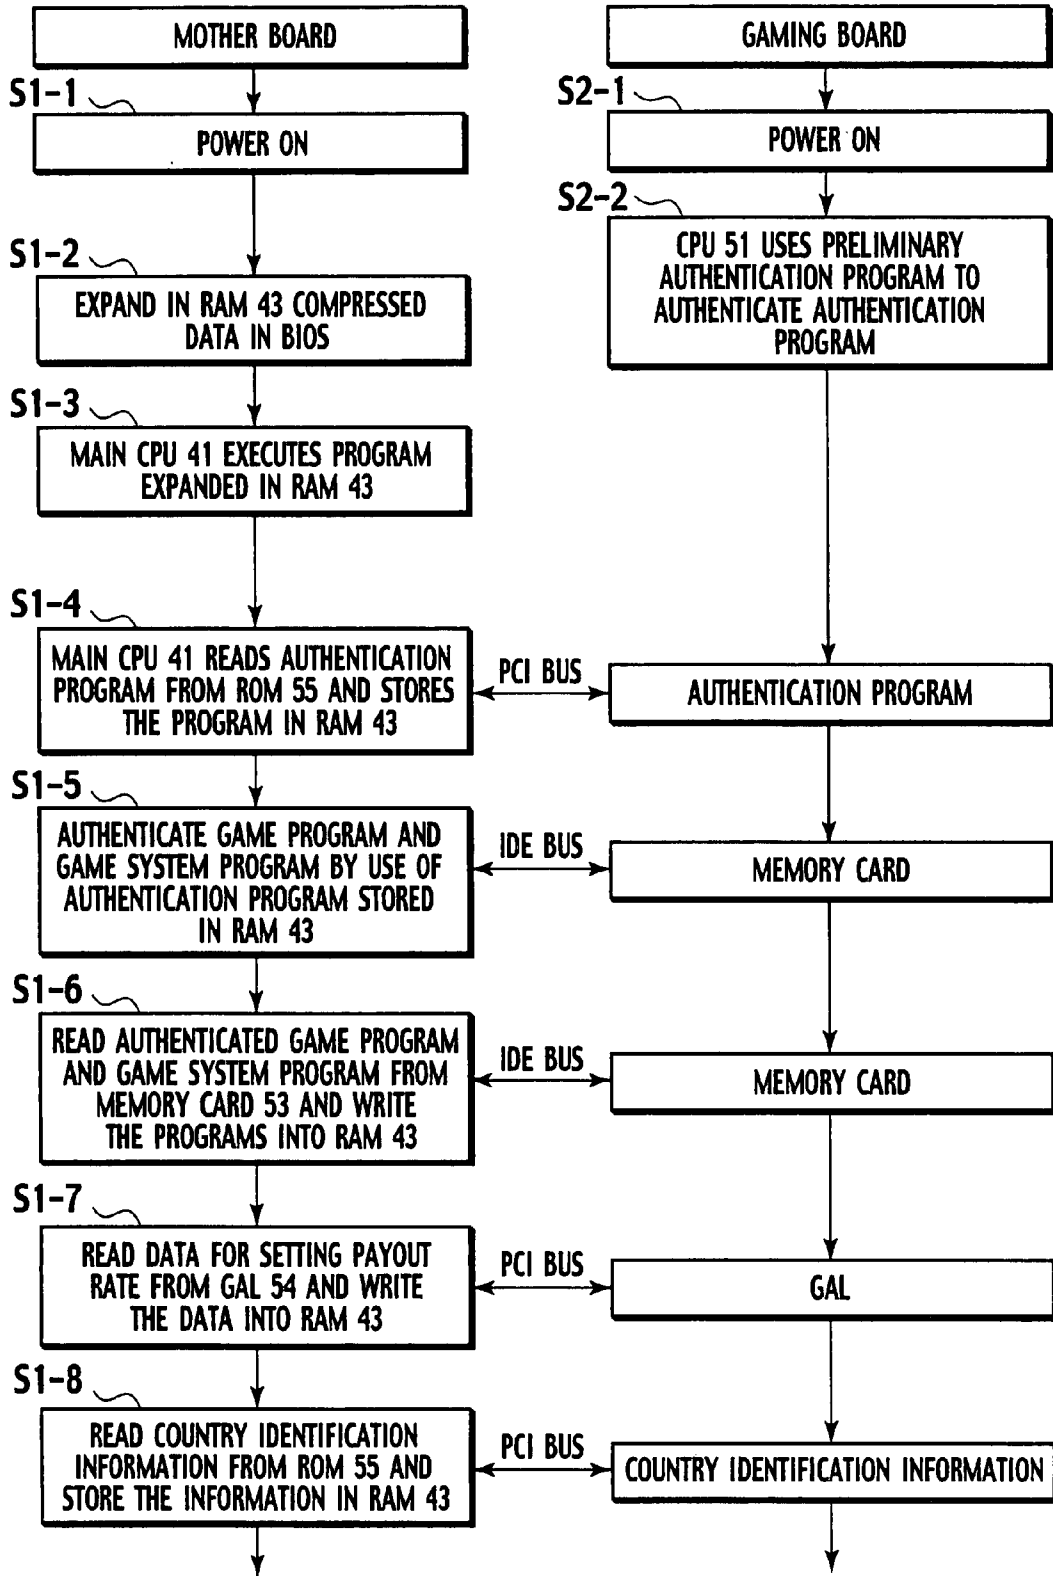 MOTHER BOARD
S1-1
POWER ON
S1-2
EXPAND IN RAM 43 COMPRESSED
DATA IN BIOS
S1-3
MAIN CPU 41 EXECUTES PROGRAM
EXPANDED IN RAM 43
S1-4
MAIN CPU 41 READS AUTHENTICATION
PROGRAM FROM ROM 55 AND STORES
THE PROGRAM IN RAM 43
S1-5
AUTHENTICATE GAME PROGRAM AND
GAME SYSTEM PROGRAM BY USE OF
AUTHENTICATION PROGRAM STORED
IN RAM 43
S1-6
READ AUTHENTICATED GAME PROGRAM
AND GAME SYSTEM PROGRAM FROM
MEMORY CARD 53 AND WRITE
THE PROGRAMS INTO RAM 43
S1-7
READ DATA FOR SETTING PAYOUT
RATE FROM GAL 54 AND WRITE
THE DATA INTO RAM 43
S1-8
READ COUNTRY IDENTIFICATION
INFORMATION FROM ROM 55 AND
STORE THE INFORMATION IN RAM 43
PCI BUS
IDE BUS
IDE BUS
PCI BUS
PCI BUS
GAMING BOARD
S2-1
POWER ON
S2-2
CPU 51 USES PRELIMINARY
AUTHENTICATION PROGRAM TO
AUTHENTICATE AUTHENTICATION
PROGRAM
AUTHENTICATION PROGRAM
MEMORY CARD
MEMORY CARD
GAL
COUNTRY IDENTIFICATION INFORMATION